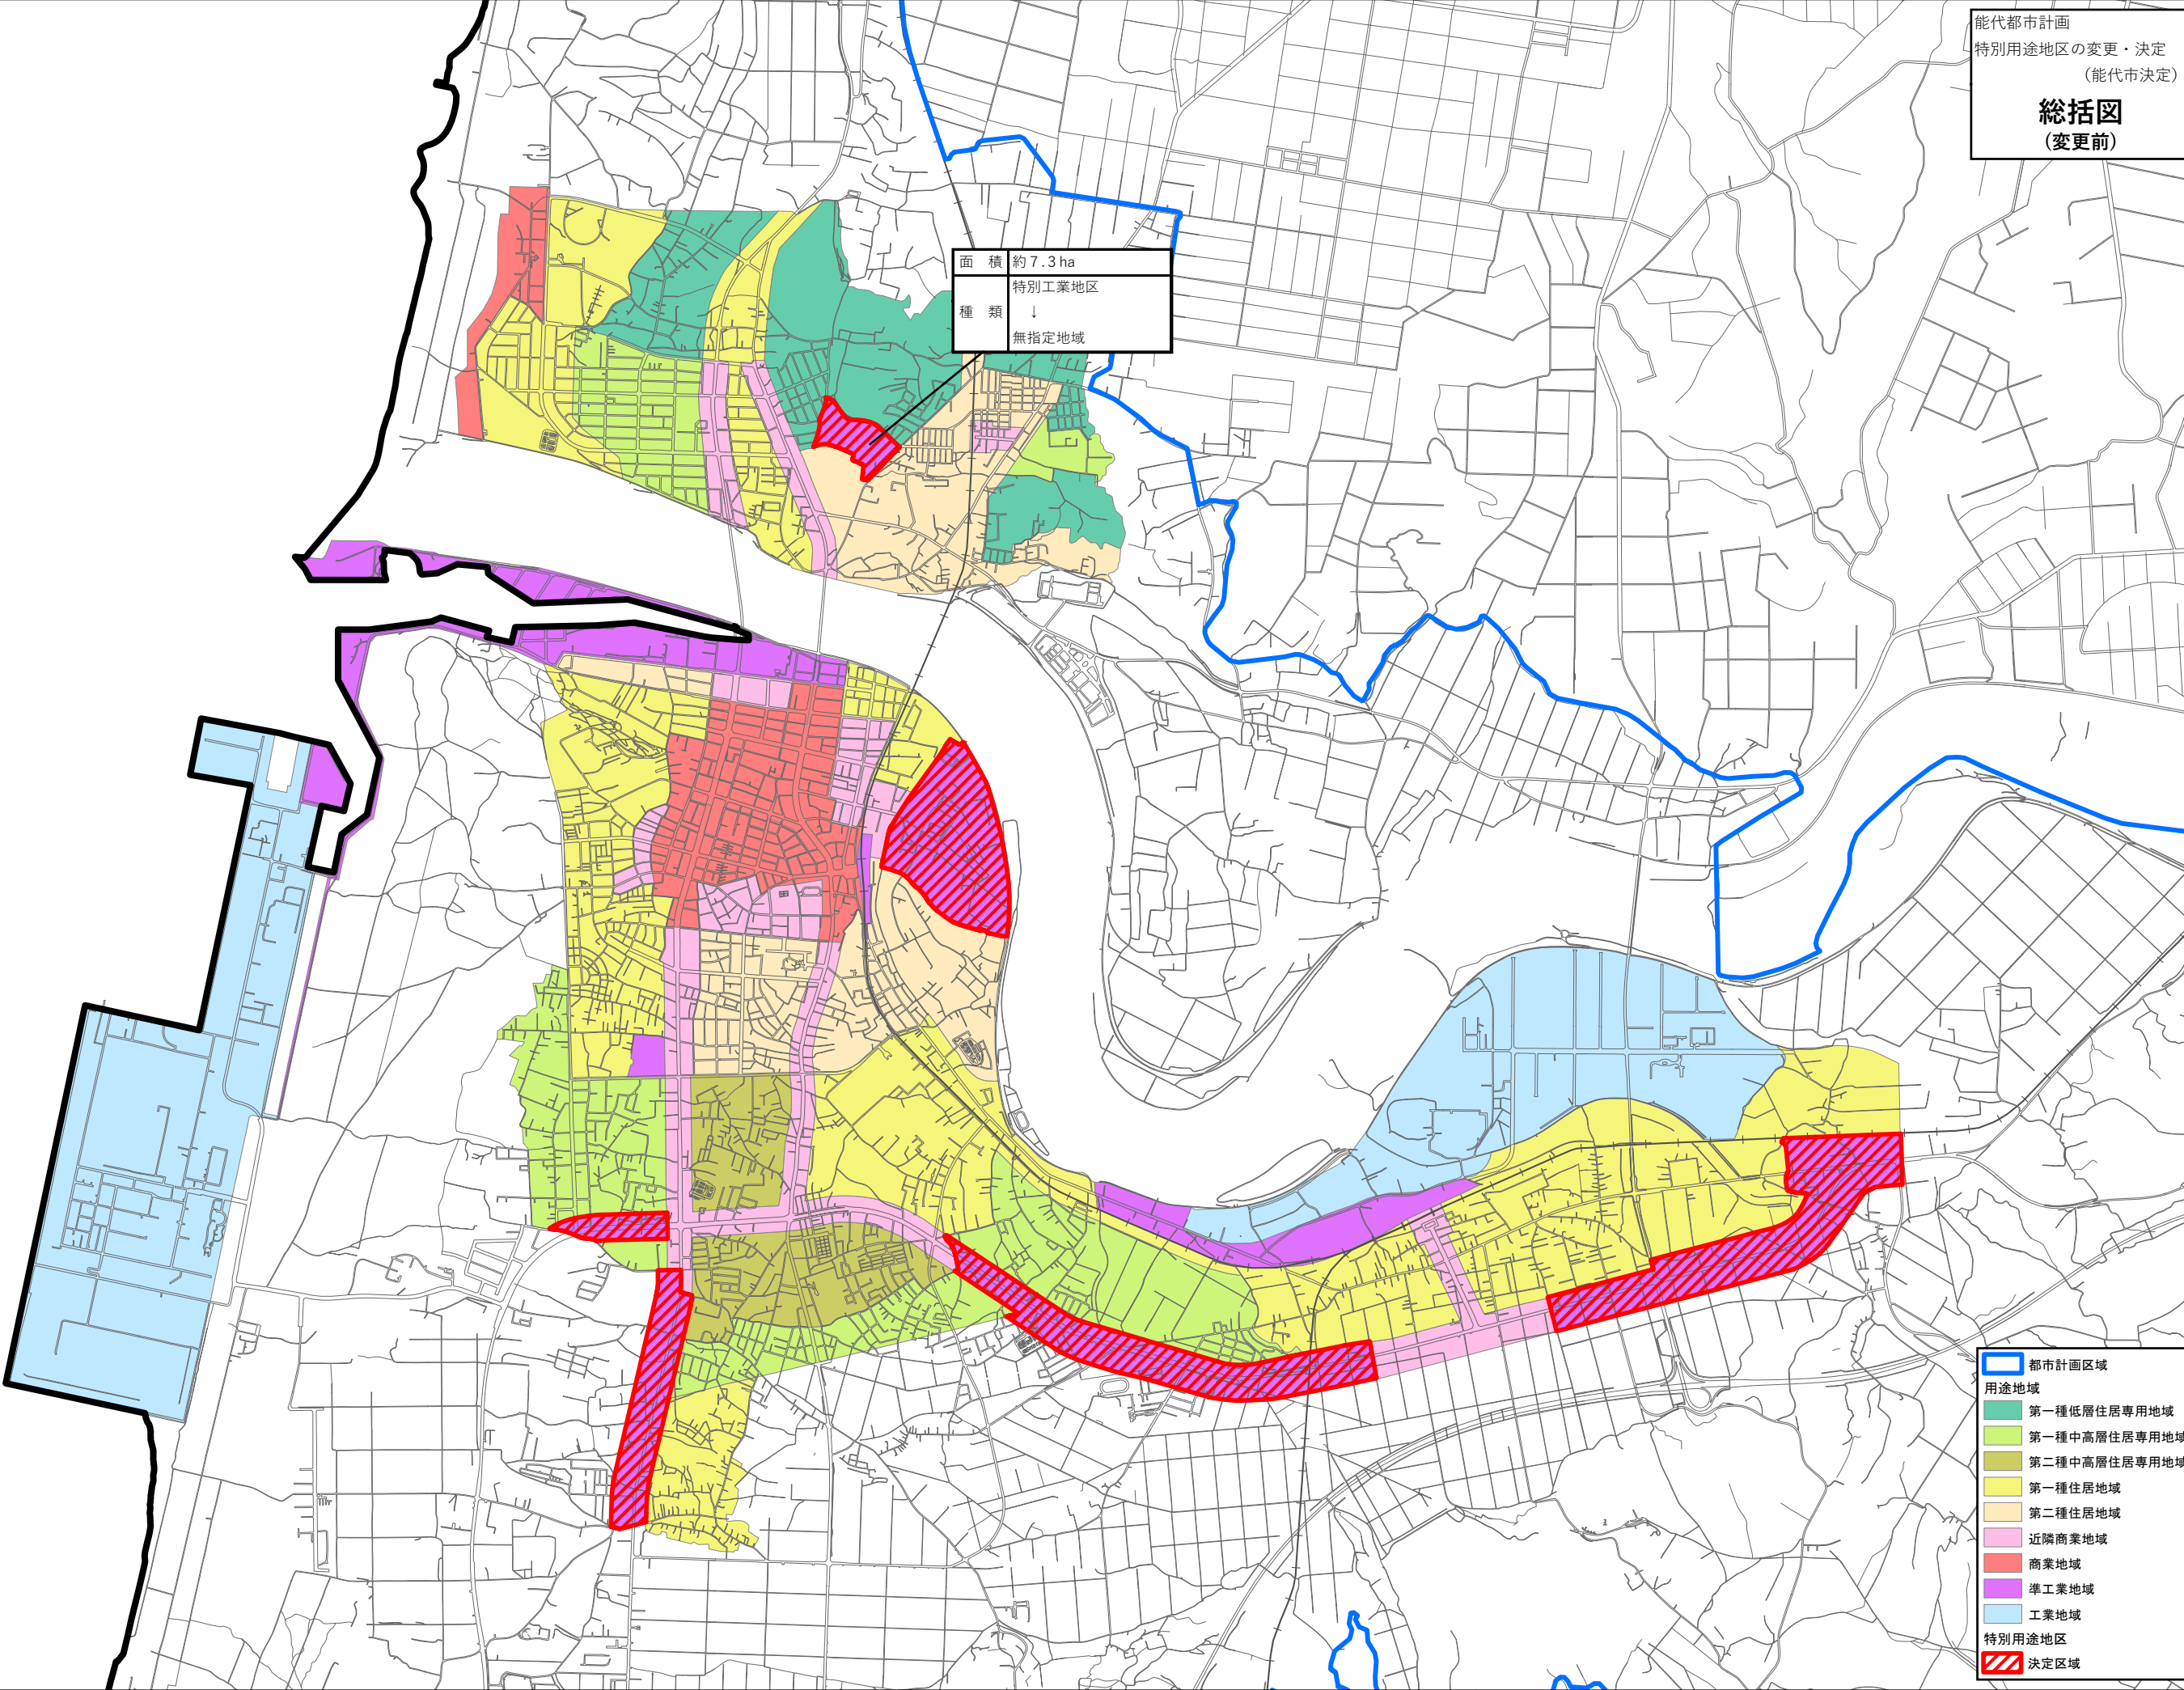 能代都市計画
特別用途地区の変更・決定
(能代市決定)
総括図
(変更前)
面 積 約7.3ha
種 類 特別工業地区
↓
無指定地域
都市計画区域
用途地域
第一種低層住居専用地域
第一種中高層住居専用地域
第二種中高層住居専用地域
第一種住居地域
第二種住居地域
近隣商業地域
商業地域
準工業地域
工業地域
特別用途地区
決定区域